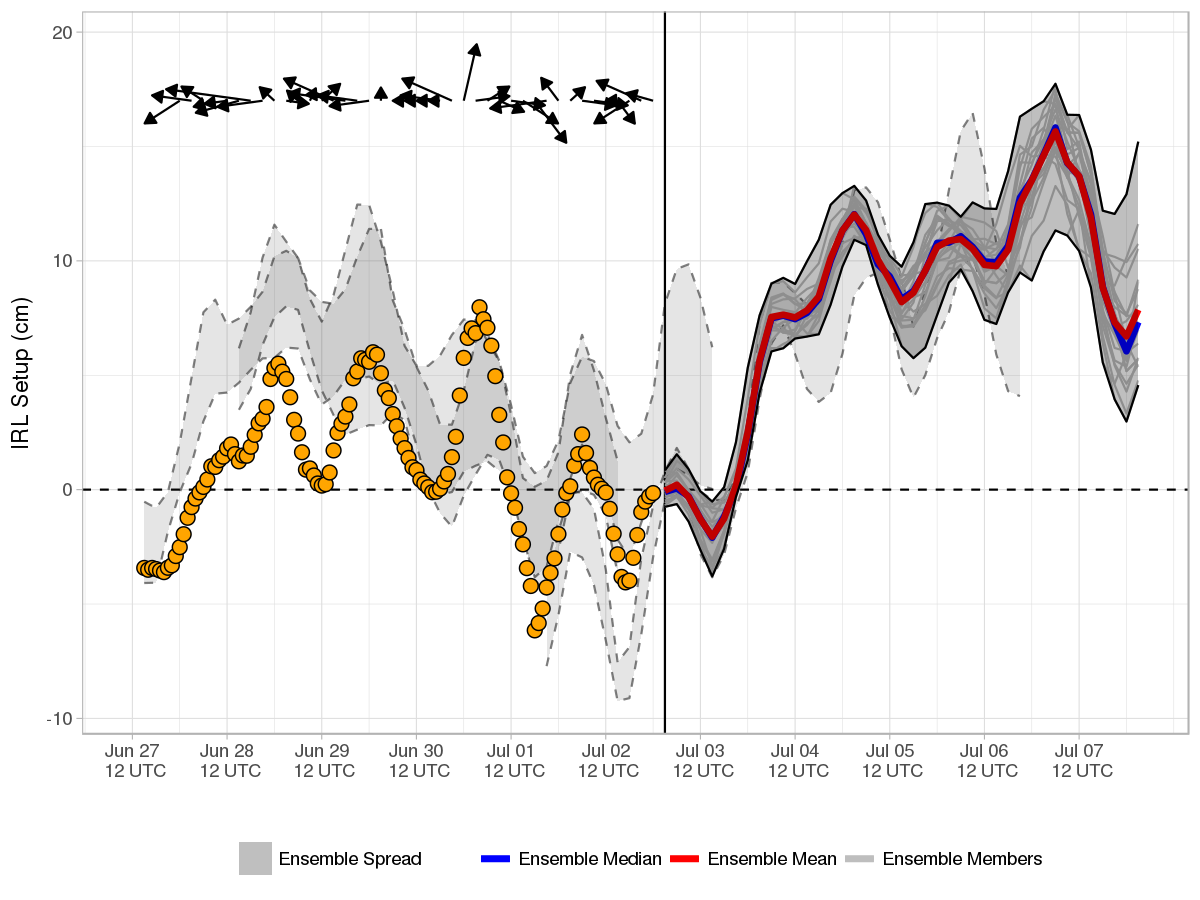 20
10
0
-10
IRL Setup (cm)
Jun 27 Jun 28 Jun 29 Jun 30 Jul 01 Jul 02 Jul 03 Jul 04 Jul 05 Jul 06 Jul 07
12 UTC 12 UTC 12 UTC 12 UTC 12 UTC 12 UTC 12 UTC 12 UTC 12 UTC 12 UTC 12 UTC
Ensemble Spread Ensemble Median Ensemble Mean Ensemble Members